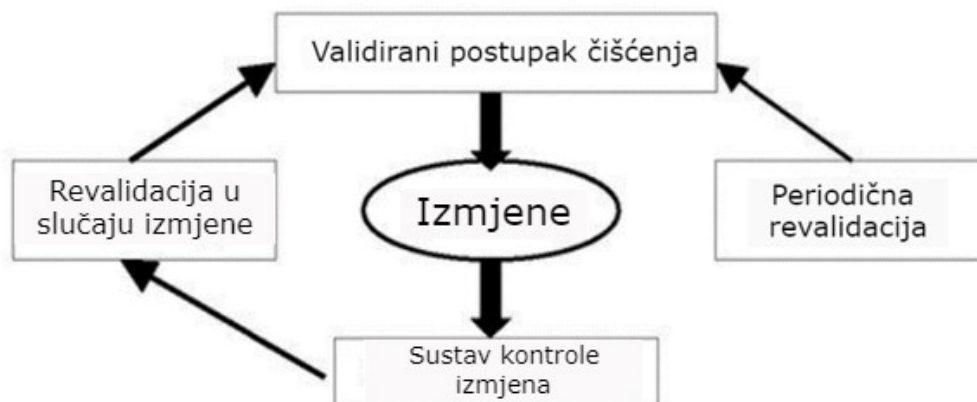 Validirani postupak čišćenja
Revalidacija u
slučaju izmjene
Izmjene
Periodična
revalidacija
Sustav kontrole
izmjena